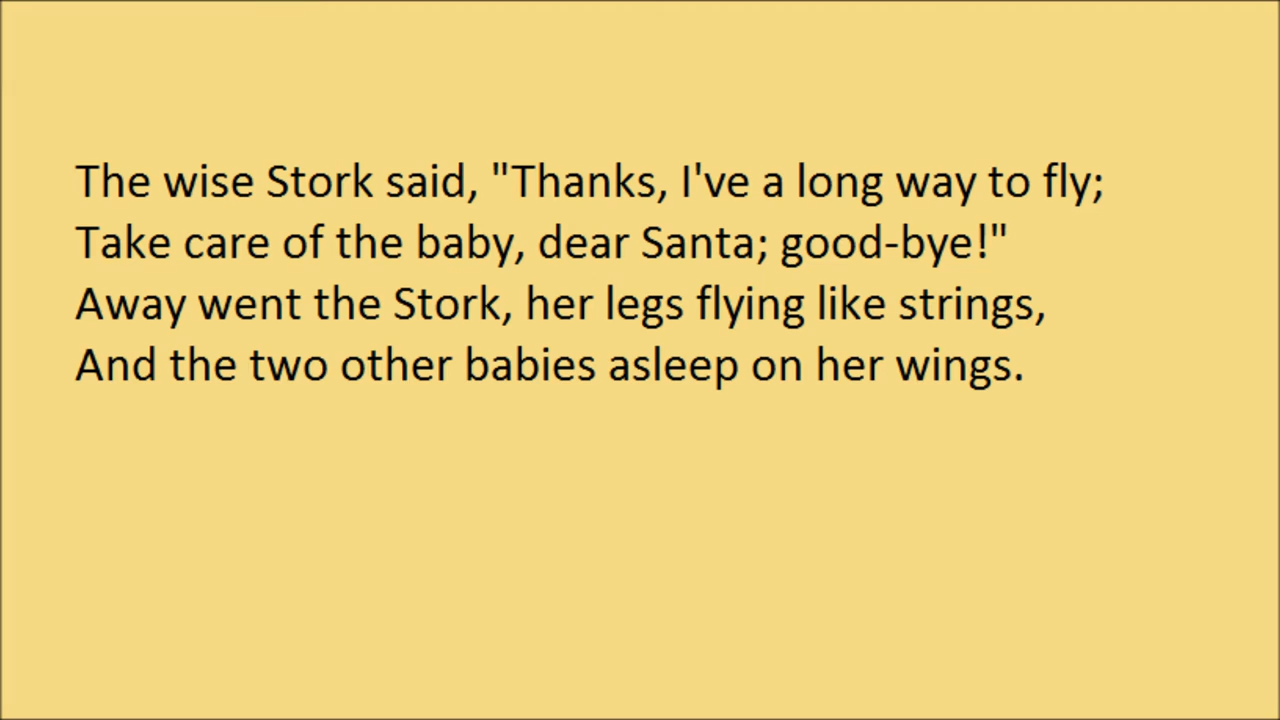 The wise Stork said, "Thanks, I've a long way to fly;
Take care of the baby, dear Santa; good-bye!"
Away went the Stork, her legs flying like strings,
And the two other babies asleep on her wings.